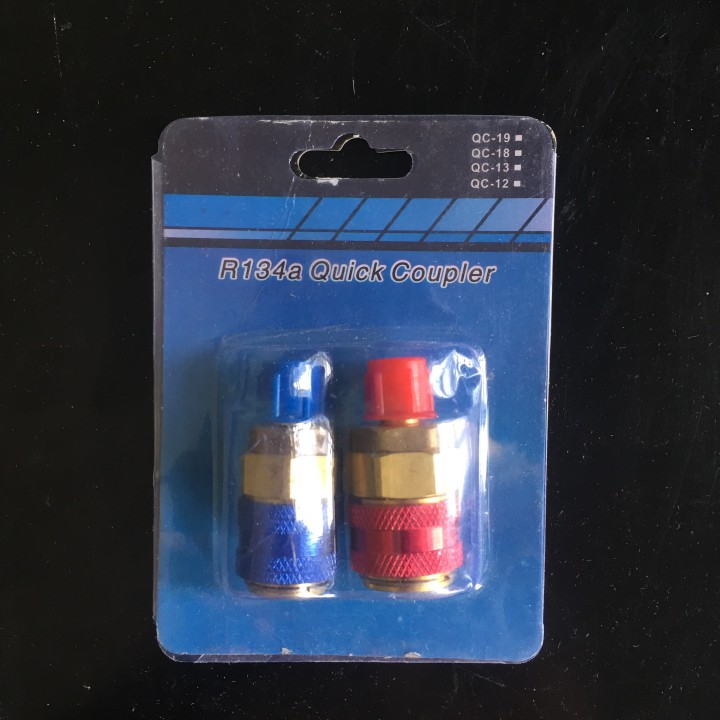 QC-19
QC-18
QC-13
QC-12
R134a Quick Coupler